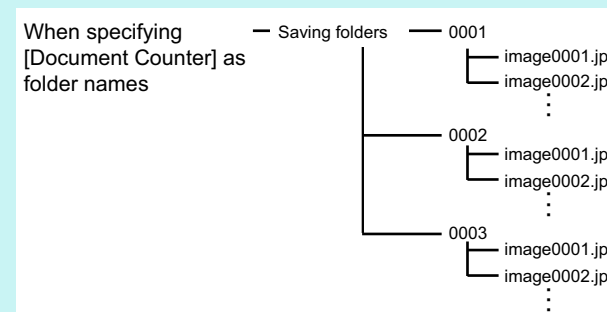 When specifying
[Document Counter] as
folder names
Saving folders
0001
image0001.jp
image0002.jp
0002
image0001.jp
image0002.jp
0003
image0001.jp
image0002.jp